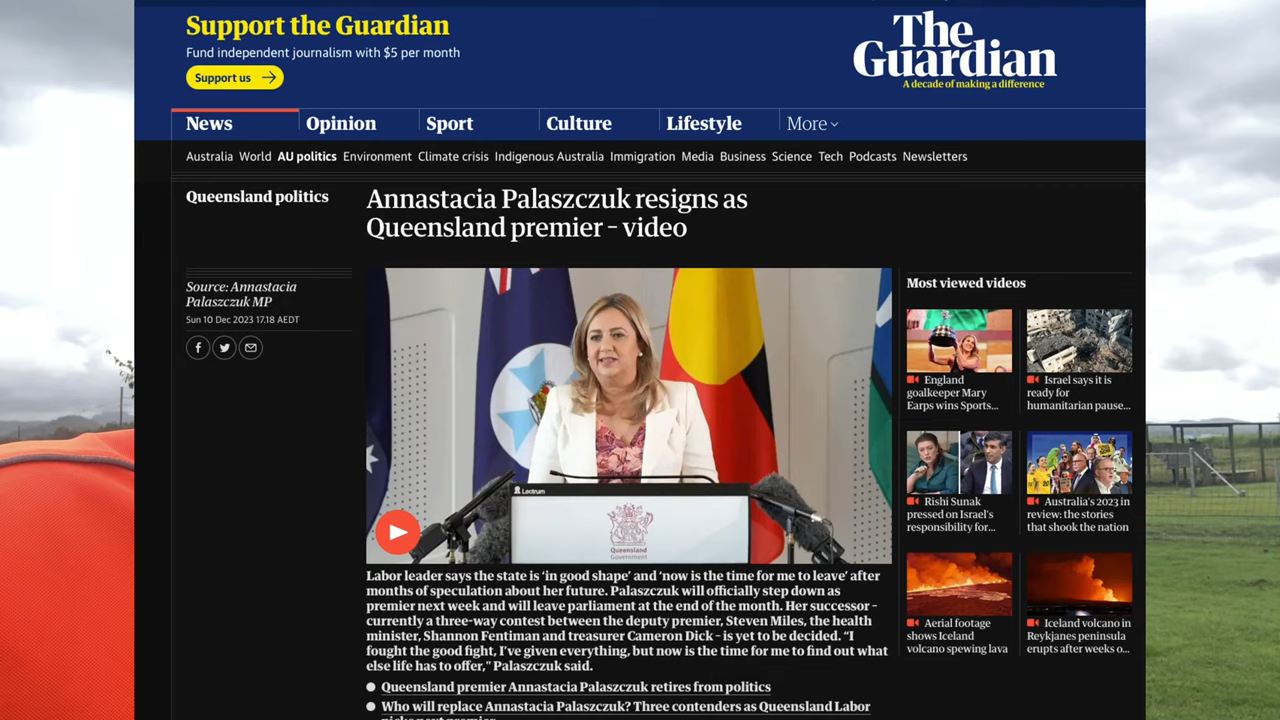 Support the Guardian
Fund independent journalism with $5 per month
Support us
The
Guardian
A decade of making a difference
News
Opinion
Sport
Culture
Lifestyle
More
Australia World AU politics Environment Climate crisis Indigenous Australia Immigration Media Business Science Tech Podcasts Newsletters
Queensland politics
Annastacia Palaszczuk resigns as
Queensland premier – video
Source: Annastacia
Palaszczuk MP
Sun 10 Dec 2023 17.18 AEDT
Lectrum
Queensland
Government
Labor leader says the state is ‘in good shape’ and ‘now is the time for me to leave’ after
months of speculation about her future. Palaszczuk will officially step down as
premier next week and will leave parliament at the end of the month. Her successor –
currently a three-way contest between the deputy premier, Steven Miles, the health
minister, Shannon Fentiman and treasurer Cameron Dick – is yet to be decided. “I
fought the good fight, I’ve given everything, but now is the time for me to find out what
else life has to offer,” Palaszczuk said.
Queensland premier Annastacia Palaszczuk retires from politics
Who will replace Annastacia Palaszczuk? Three contenders as Queensland Labor
Most viewed videos
England
goalkeeper Mary
Earps wins Sports...
Israel says it is
ready for
humanitarian pause...
Rishi Sunak
pressed on Israel's
responsibility for...
Australia's 2023 in
review: the stories
that shook the nation
Aerial footage
shows Iceland
volcano spewing lava
Iceland volcano in
Reykjanes peninsula
erupts after weeks o...